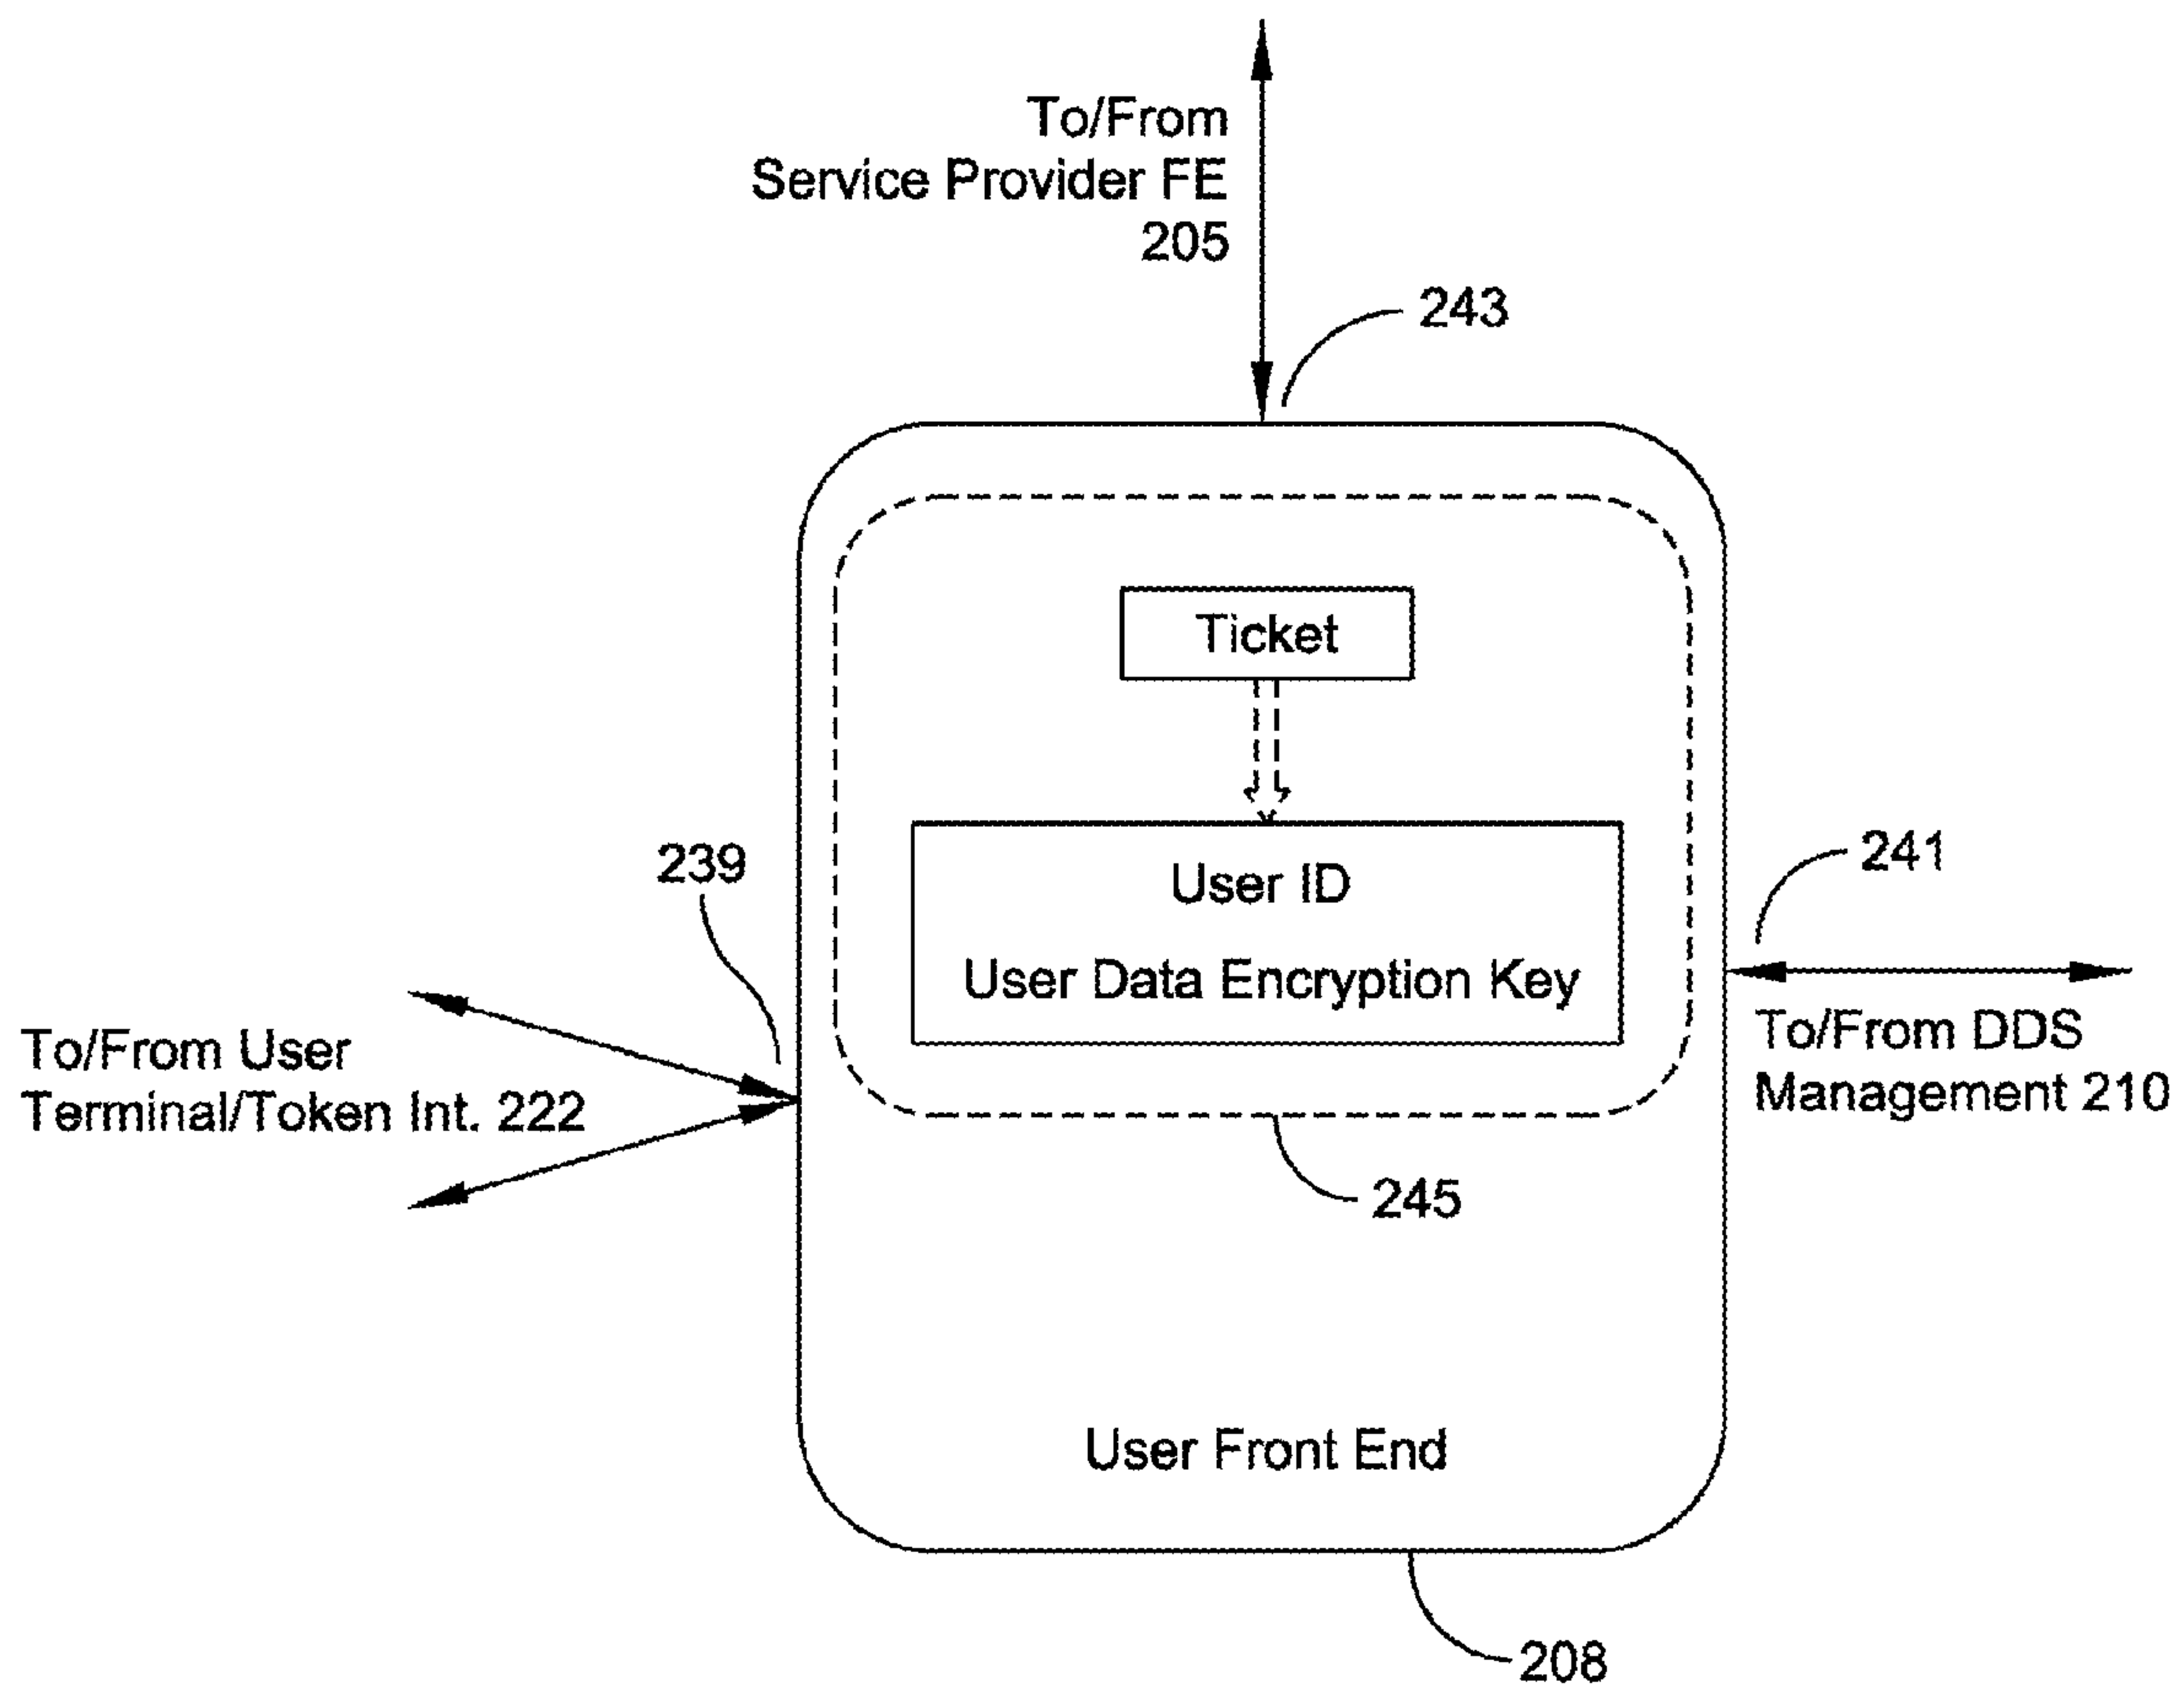 To/From
Service Provider FE
205
243
Ticket
239
User ID
241
User Data Encryption Key
To/From User
Terminal/Token Int. 222
To/From DDS
Management 210
245
User Front End
208